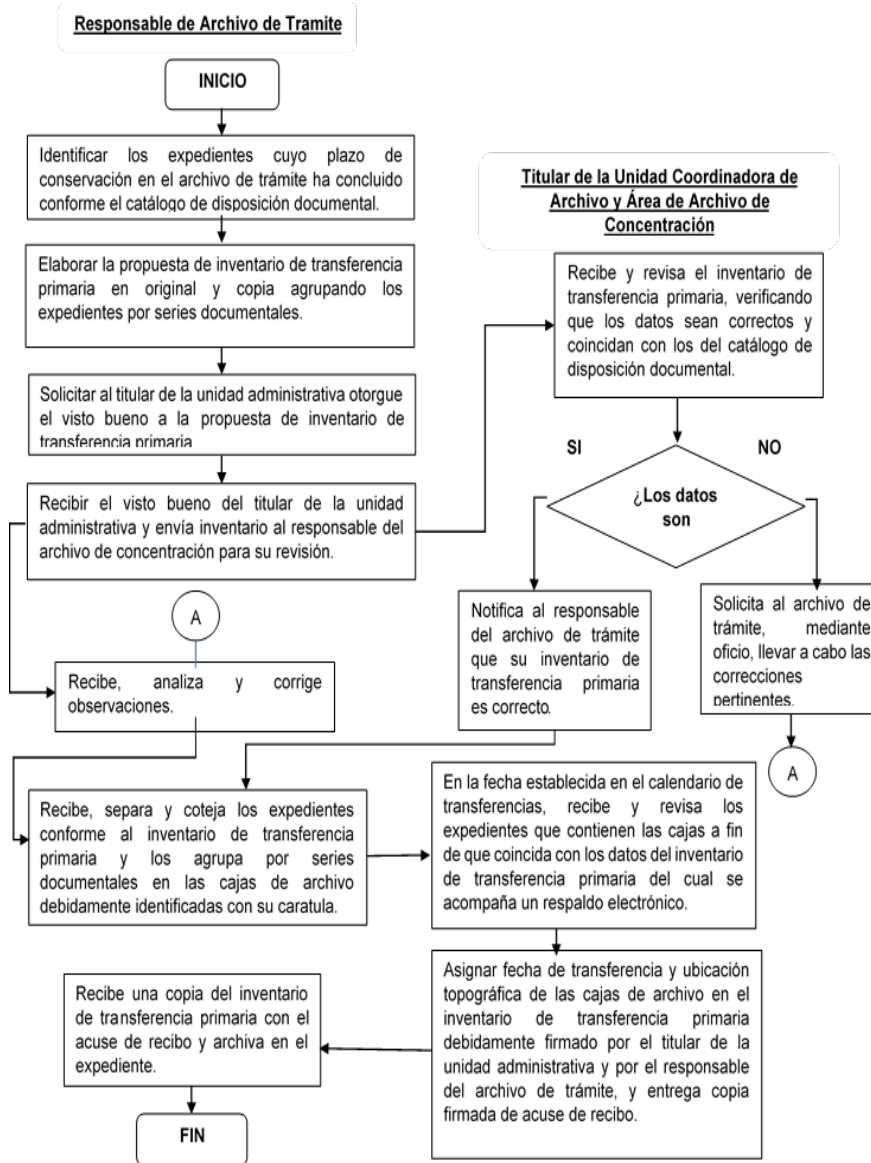 Responsable de Archivo de Tramite
INICIO
Identificar los expedientes cuyo plazo de
conservación en el archivo de trámite ha concluido
conforme el catálogo de disposición documental.
Elaborar la propuesta de inventario de transferencia
primaria en original y copia agrupando los
expedientes por series documentales.
Solicitar al titular de la unidad administrativa otorgue
el visto bueno a la propuesta de inventario de
transferencia primaria
Recibir el visto bueno del titular de la unidad
administrativa y envía inventario al responsable del
archivo de concentración para su revisión.
Titular de la Unidad Coordinadora de
Archivo y Área de Archivo de
Concentración
Recibe y revisa el inventario de
transferencia primaria, verificando
que los datos sean correctos y
coincidan con los del catálogo de
disposición documental.
SI
NO
¿Los datos
son
Notifica al responsable
del archivo de trámite
que su inventario de
transferencia primaria
es correcto.
Solicita al archivo de
trámite, mediante
oficio, llevar a cabo las
correcciones
pertinentes.
A
A
Recibe, analiza y corrige
observaciones.
Recibe, separa y coteja los expedientes
conforme al inventario de transferencia
primaria y los agrupa por series
documentales en las cajas de archivo
debidamente identificadas con su caratula.
En la fecha establecida en el calendario de
transferencias, recibe y revisa los
expedientes que contienen las cajas a fin
de que coincida con los datos del inventario
de transferencia primaria del cual se
acompaña un respaldo electrónico.
Asignar fecha de transferencia y ubicación
topográfica de las cajas de archivo en el
inventario de transferencia primaria
debidamente firmado por el titular de la
unidad administrativa y por el responsable
del archivo de trámite, y entrega copia
firmada de acuse de recibo.
Recibe una copia del inventario
de transferencia primaria con el
acuse de recibo y archiva en el
expediente.
FIN